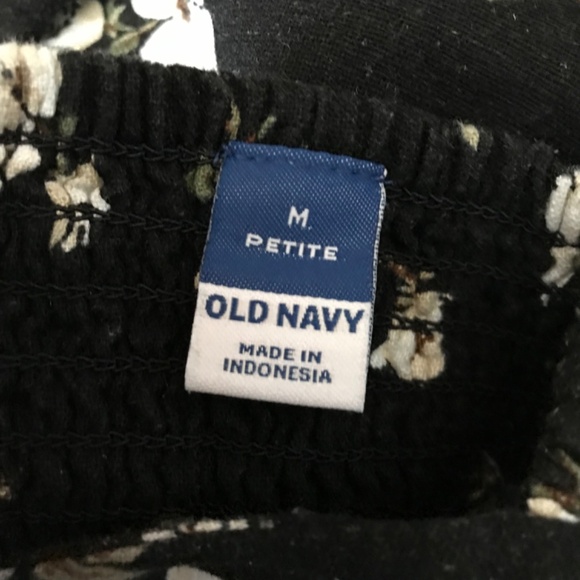 M.
PETITE
OLD NAVY
MADE IN
INDONESIA